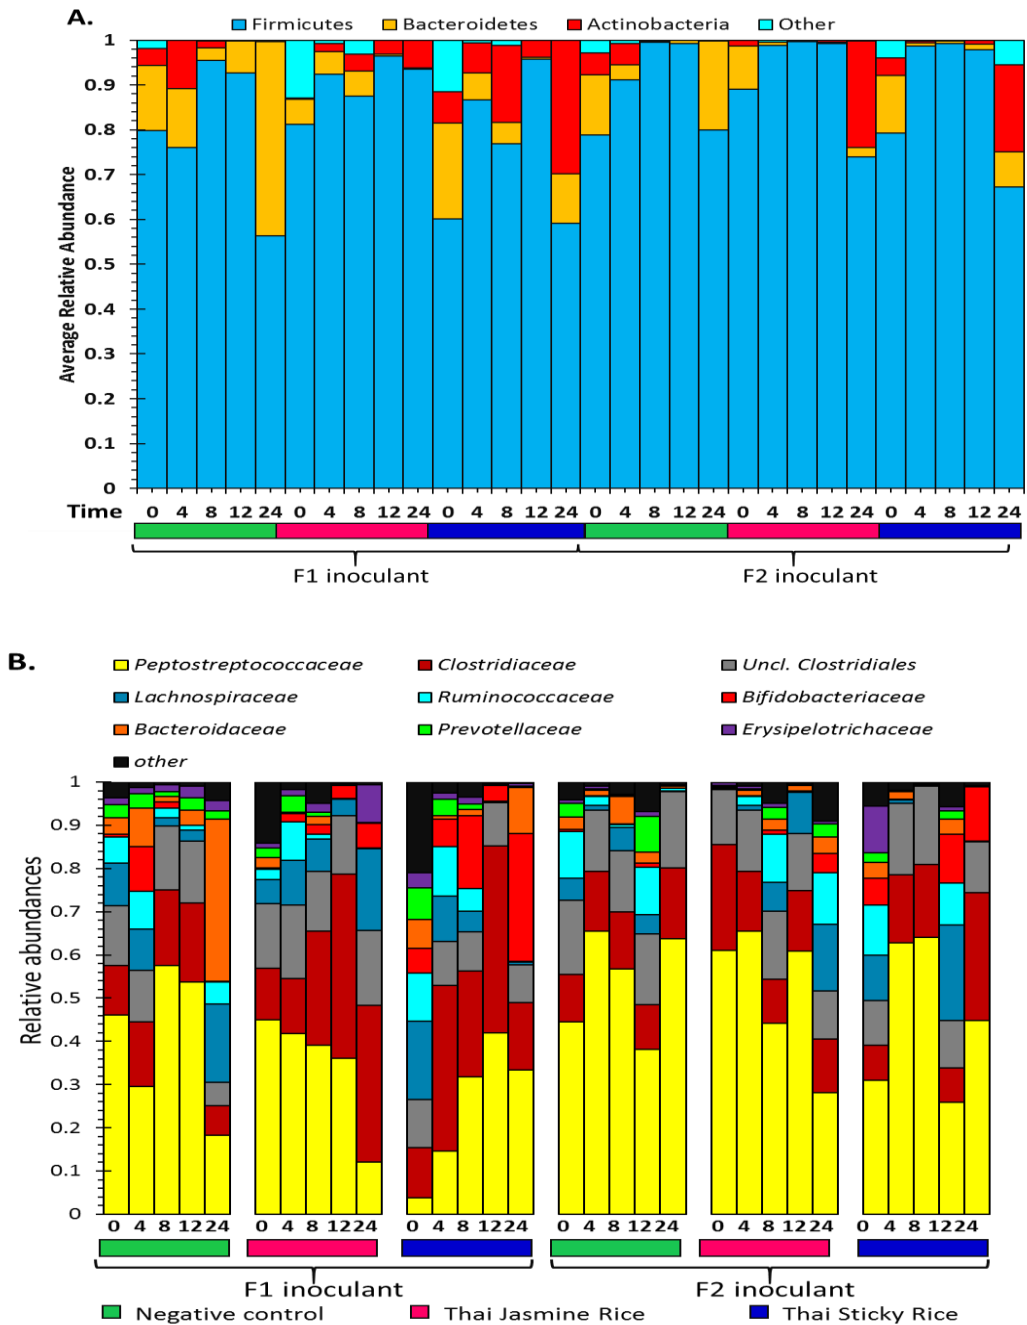 A.
Firmicutes Bacteroidetes Actinobacteria Other
Average Relative Abundance
1
0.9
0.8
0.7
0.6
0.5
0.4
0.3
0.2
0.1
0
Time 0 4 8 12 24 0 4 8 12 24 0 4 8 12 24 0 4 8 12 24 0 4 8 12 24 0 4 8 12 24
F1 inoculant F2 inoculant
B.
Peptostreptococcaceae Clostridiaceae Uncl. Clostridiales
Lachnospiraceae Ruminococcaceae Bifidobacteriaceae
Bacteroidaceae Prevotellaceae Erysipelotrichaceae
other
Relative abundances
1
0.9
0.8
0.7
0.6
0.5
0.4
0.3
0.2
0.1
0
0 4 8 12 24 0 4 8 12 24 0 4 8 12 24 0 4 8 12 24 0 4 8 12 24 0 4 8 12 24
F1 inoculant F2 inoculant
Negative control Thai Jasmine Rice Thai Sticky Rice